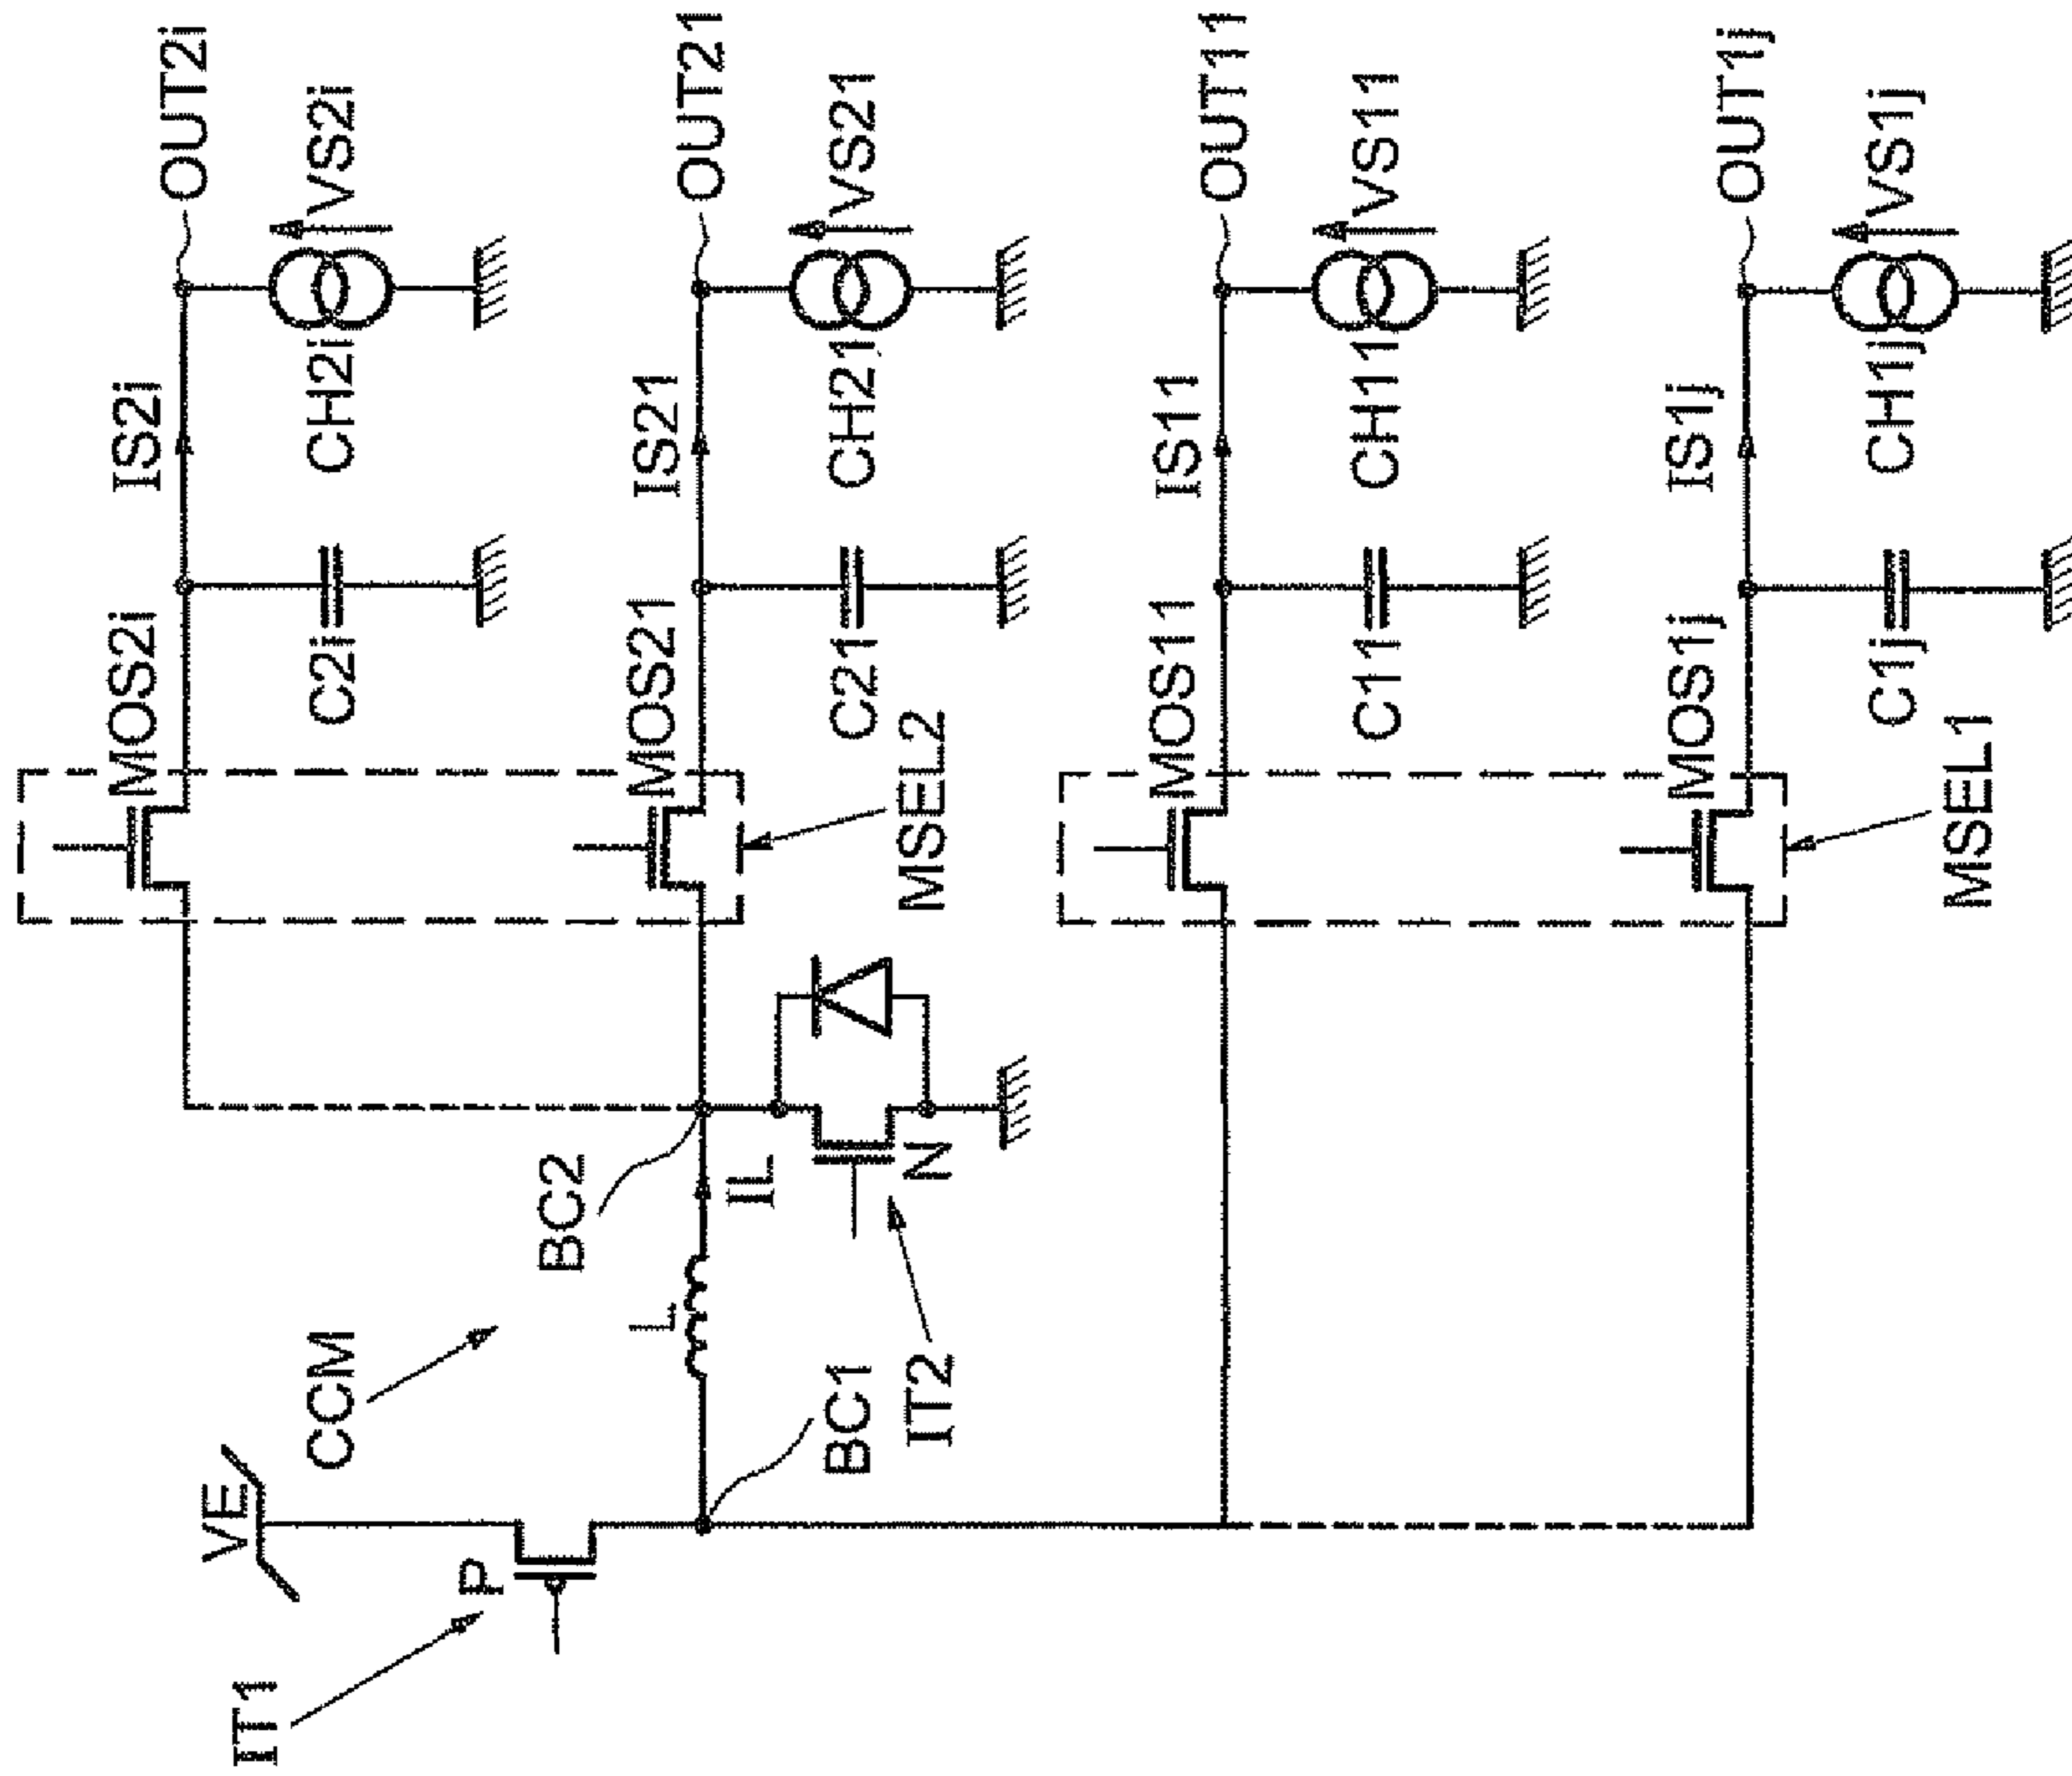 IT1
VE
P
CCM
L
BC1
BC2
IL
N
IT2
MOS2i
IS2i
OUT2i
C2i
CH2i
VS2i
MOS21
IS21
OUT21
C21
CH21
VS21
MSEL2
MOS11
IS11
OUT11
C11
CH11
VS11
MOS1j
IS1j
OUT1j
C1j
CH1j
VS1j
MSEL1